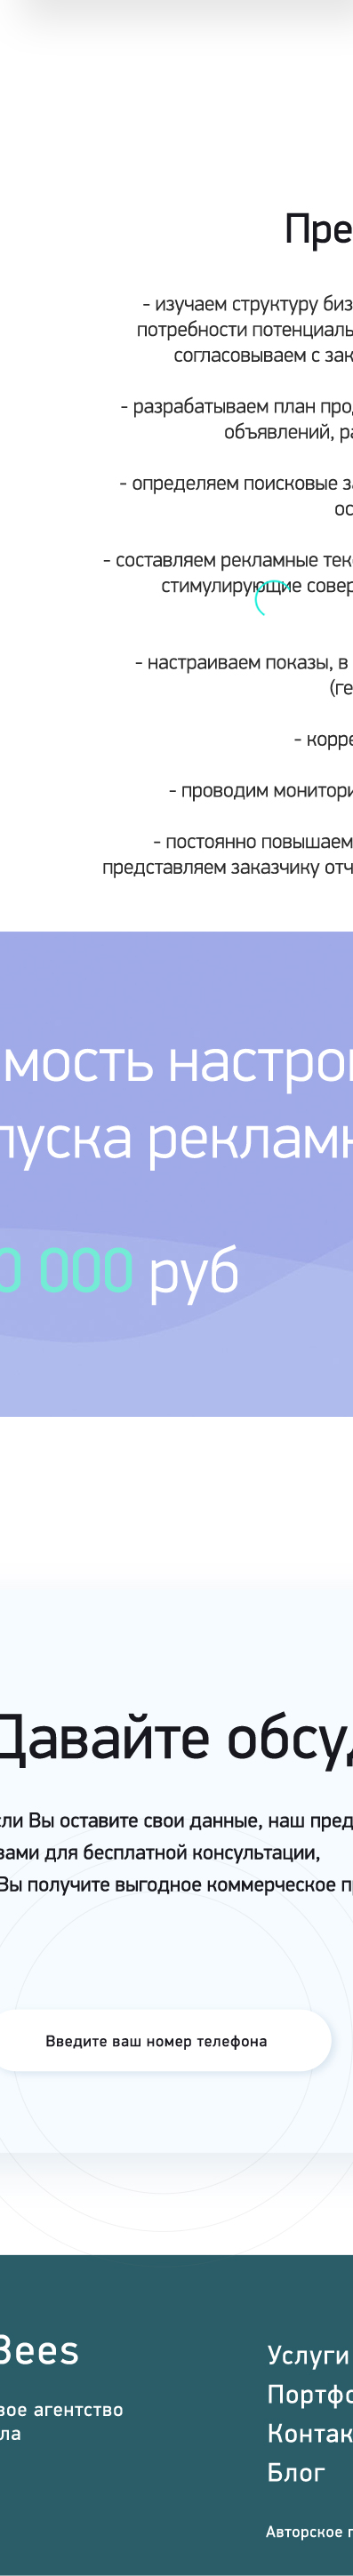 Пре
- изучаем структуру биз
потребности потенциаль
согласовываем с зак
- разрабатываем план про
объявлений, ра
- определяем поисковые за
ос
- составляем рекламные тек
стимулирующие совер
- настраиваем показы, в
(ге
- корре
- проводим монитори
- постоянно повышаем
представляем заказчику отч
мость настро
пуска реклам
0 000 руб
Давайте обсу
сли Вы оставите свои данные, наш пред
вами для бесплатной консультации,
Вы получите выгодное коммерческое п
Введите ваш номер телефона
Bees
вое агентство
ла
Услуги
Портфо
Контак
Блог
Авторское п